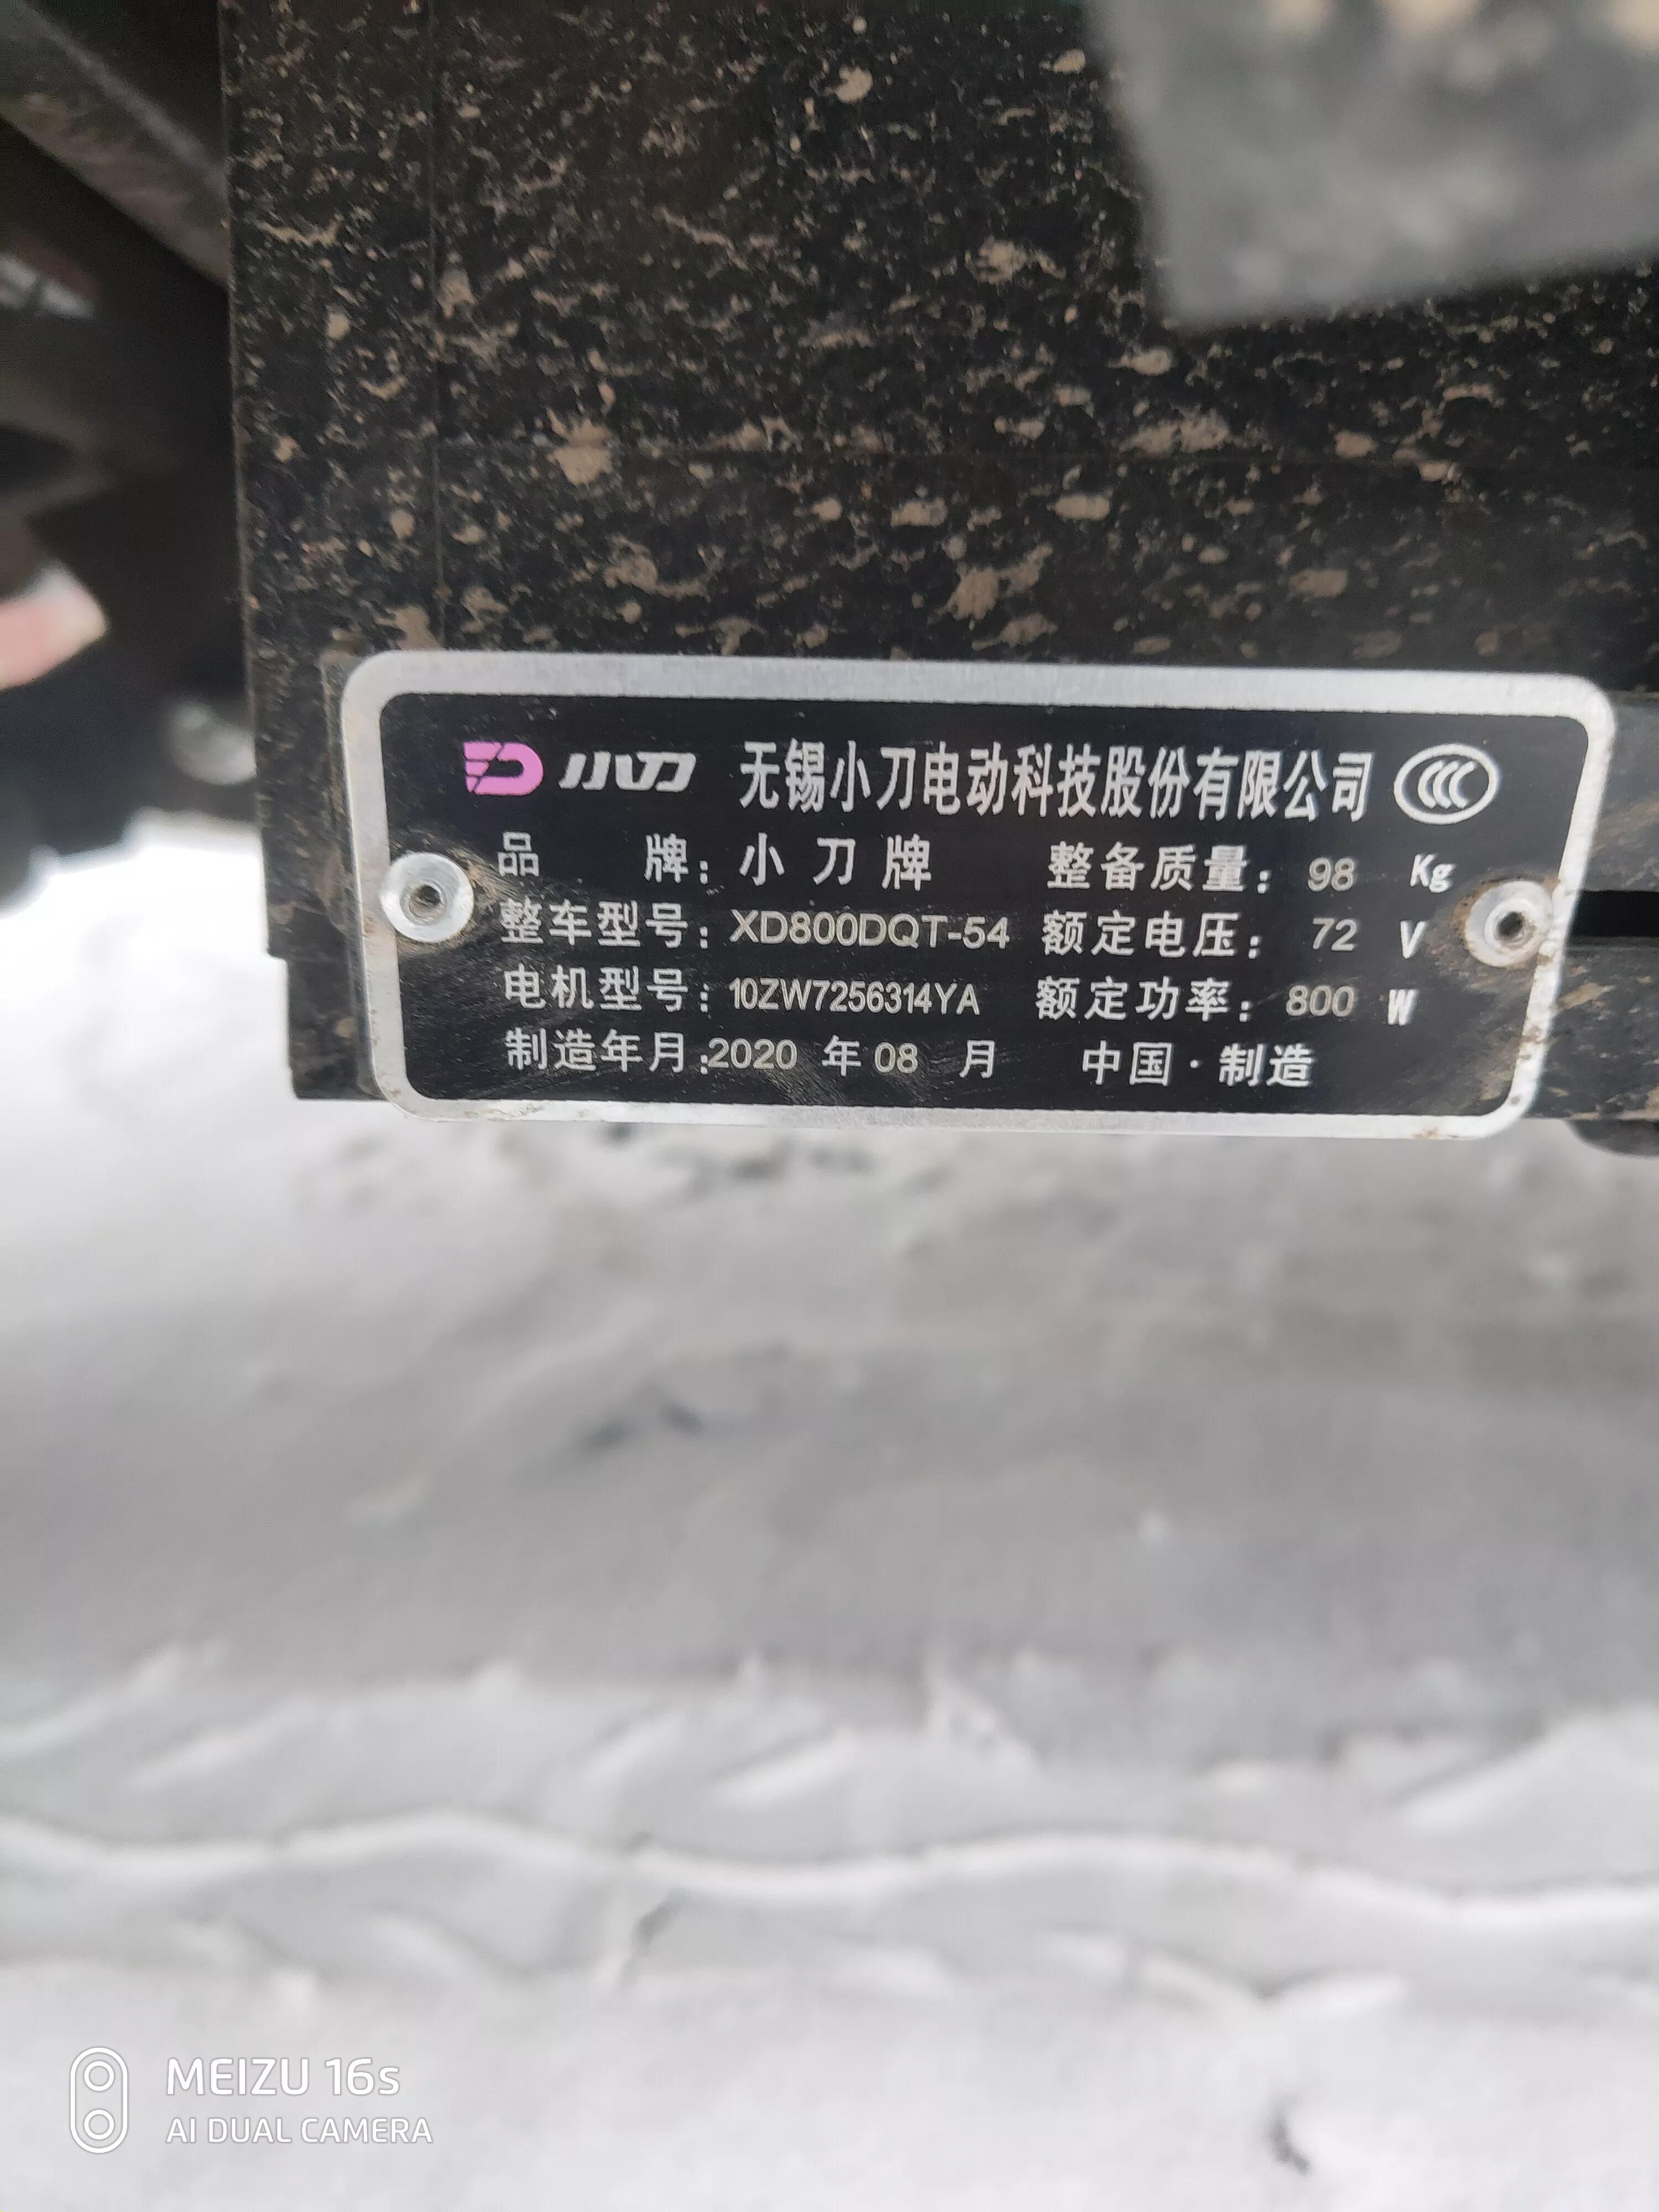 小刀 无锡小刀电动科技股份有限公司 CCC
品 牌: 小刀牌 整备质量: 98 Kg
整车型号: XD800DQT-54 额定电压: 72 V
电机型号: 10ZW7256314YA 额定功率: 800 W
制造年月: 2020 年 08 月 中国·制造
MEIZU 16s
AI DUAL CAMERA